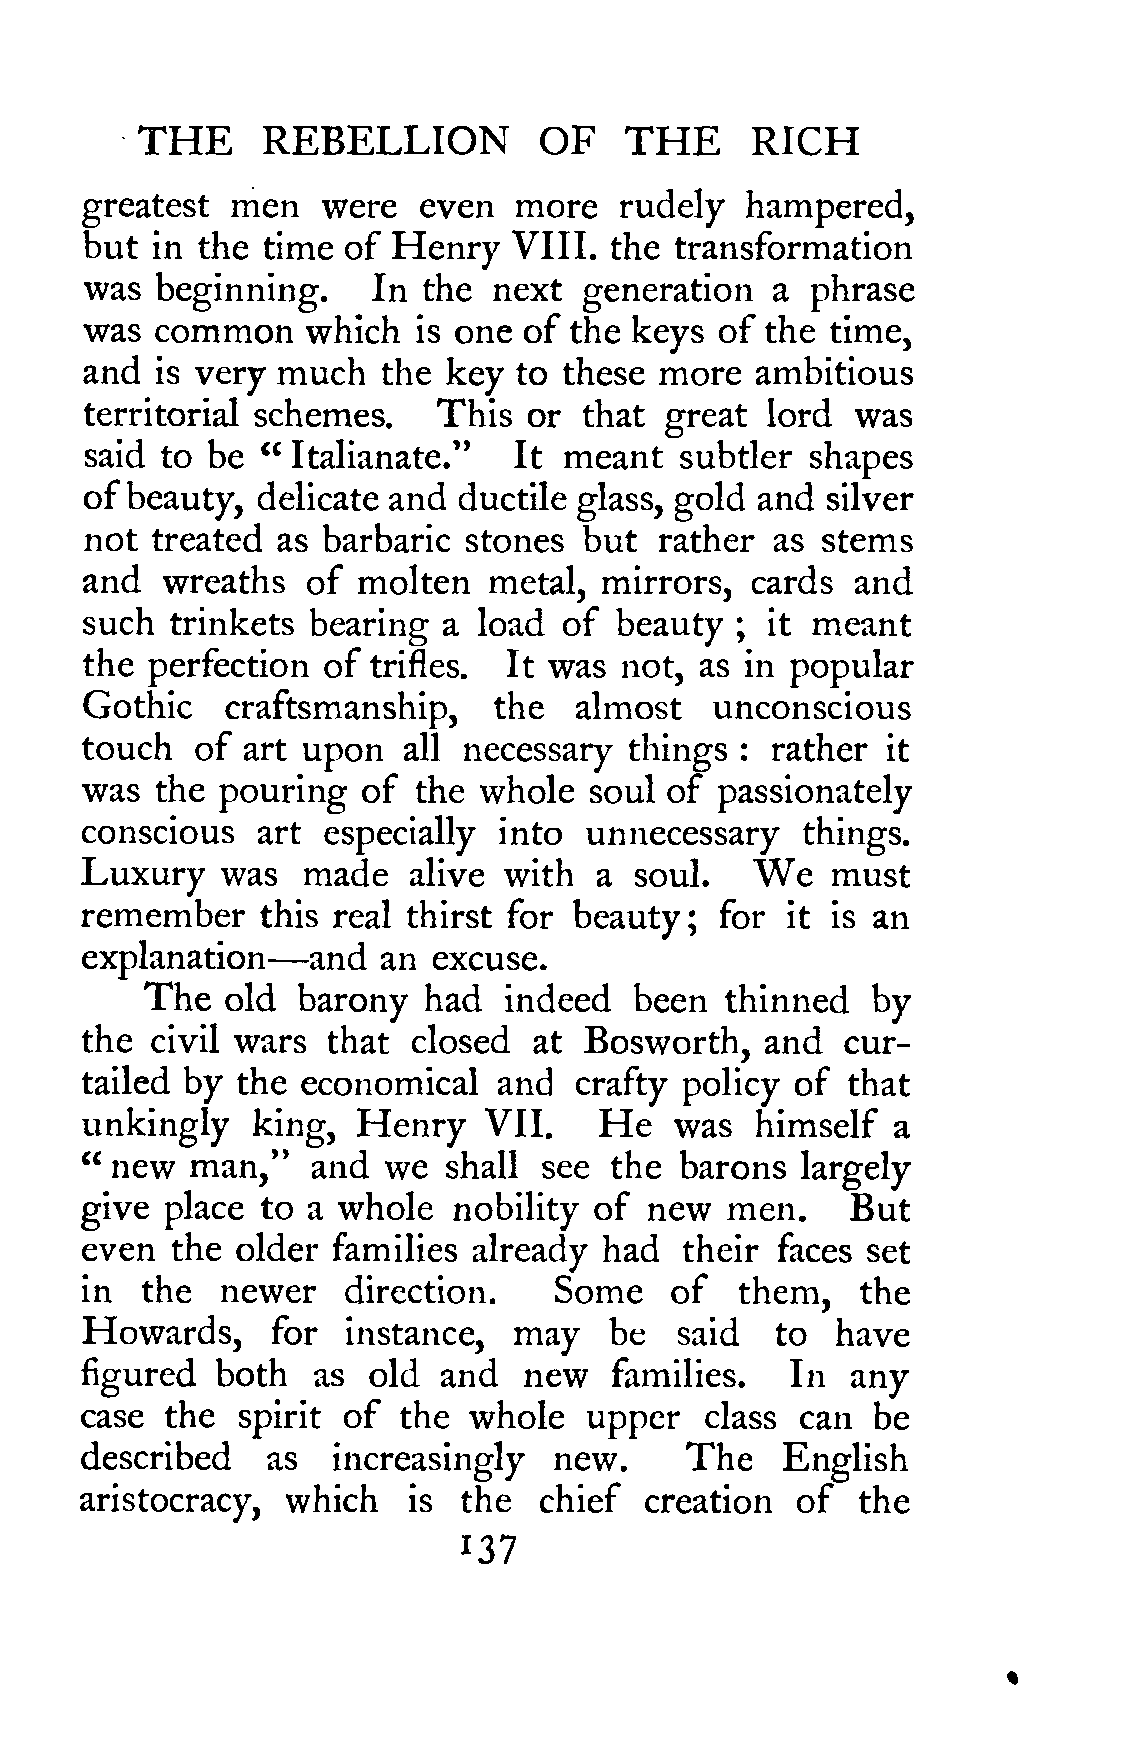 THE REBELLION OF THE RICH
greatest men were even more rudely hampered,
but in the time of Henry VIII. the transformation
was beginning. In the next generation a phrase
was common which is one of the keys of the time,
and is very much the key to these more ambitious
territorial schemes. This or that great lord was
said to be “ Italianate.” It meant subtler shapes
of beauty, delicate and ductile glass, gold and silver
not treated as barbaric stones but rather as stems
and wreaths of molten metal, mirrors, cards and
such trinkets bearing a load of beauty ; it meant
the perfection of trifles. It was not, as in popular
Gothic craftsmanship, the almost unconscious
touch of art upon all necessary things : rather it
was the pouring of the whole soul of passionately
conscious art especially into unnecessary things.
Luxury was made alive with a soul. We must
remember this real thirst for beauty; for it is an
explanation—and an excuse.
The old barony had indeed been thinned by
the civil wars that closed at Bosworth, and cur-
tailed by the economical and crafty policy of that
unkingly king, Henry VII. He was himself a
“ new man,” and we shall see the barons largely
give place to a whole nobility of new men. But
even the older families already had their faces set
in the newer direction. Some of them, the
Howards, for instance, may be said to have
figured both as old and new families. In any
case the spirit of the whole upper class can be
described as increasingly new. The English
aristocracy, which is the chief creation of the
137